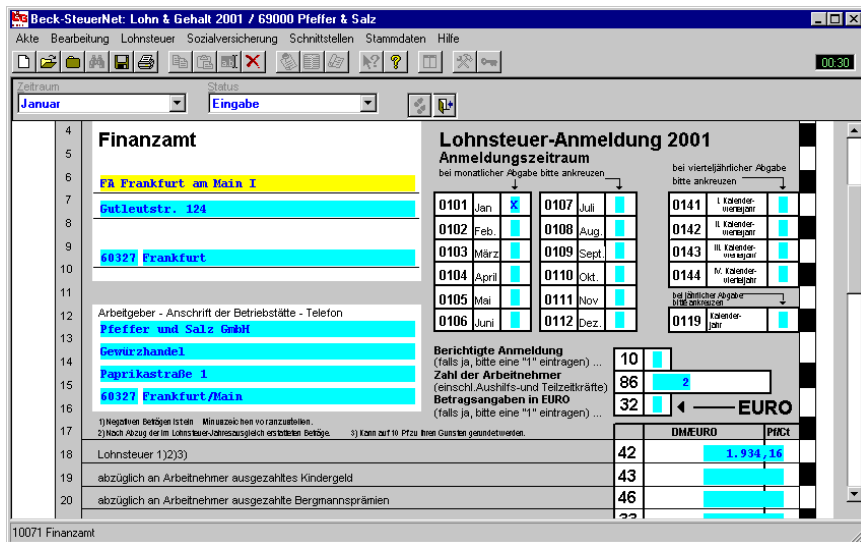 Beck-SteuerNet: Lohn & Gehalt 2001 / 69000 Pfeffer & Salz
Akte Bearbeitung Lohnsteuer Sozialversicherung Schnittstellen Stammdaten Hilfe
00:30
Zeitraum Status
Januar Eingabe
4
5
6
7
8
9
10
11
12
13
14
15
16
17
18
19
20
Finanzamt
FA Frankfurt am Main I
Gutleutstr. 124
60327 Frankfurt
Arbeitgeber - Anschrift der Betriebstätte - Telefon
Pfeffer und Salz GmbH
Gewürzhandel
Paprikastraße 1
60327 Frankfurt/Main
Lohnsteuer-Anmeldung 2001
Anmeldungszeitraum
bei monatlicher Abgabe bitte ankreuzen
bei vierteljährlicher Abgabe
bitte ankreuzen
0101 Jan X 0107 Juli 0141 I. Kalender-
vierteljahr
0102 Feb. 0108 Aug. 0142 II. Kalender-
vierteljahr
0103 März 0109 Sept. 0143 III. Kalender-
vierteljahr
0104 April 0110 Okt. 0144 IV. Kalender-
vierteljahr
0105 Mai 0111 Nov
bei jährlicher Abgabe
bitte ankreuzen
0106 Juni 0112 Dez. 0119 Kalender-
jahr
Berichtigte Anmeldung
(falls ja, bitte eine "1" eintragen) ... 10
Zahl der Arbeitnehmer
(einschl.Aushilfs-und Teilzeitkräfte) 86 2
Betragsangaben in EURO
(falls ja, bitte eine "1" eintragen) ... 32 EURO
1) Negativen Beträgen ist ein Minuszeichen voranzustellen.
2) Nach Abzug der im Lohnsteuer-Jahresausgleich erstatteten Beträge. 3) Kann auf 10 Pf zu Ihren Gunsten gerundet werden.
DM/EURO Pf/Ct
Lohnsteuer 1)2)3) 42 1.934,16
abzüglich an Arbeitnehmer ausgezahltes Kindergeld 43
abzüglich an Arbeitnehmer ausgezahlte Bergmannsprämien 46
10071 Finanzamt